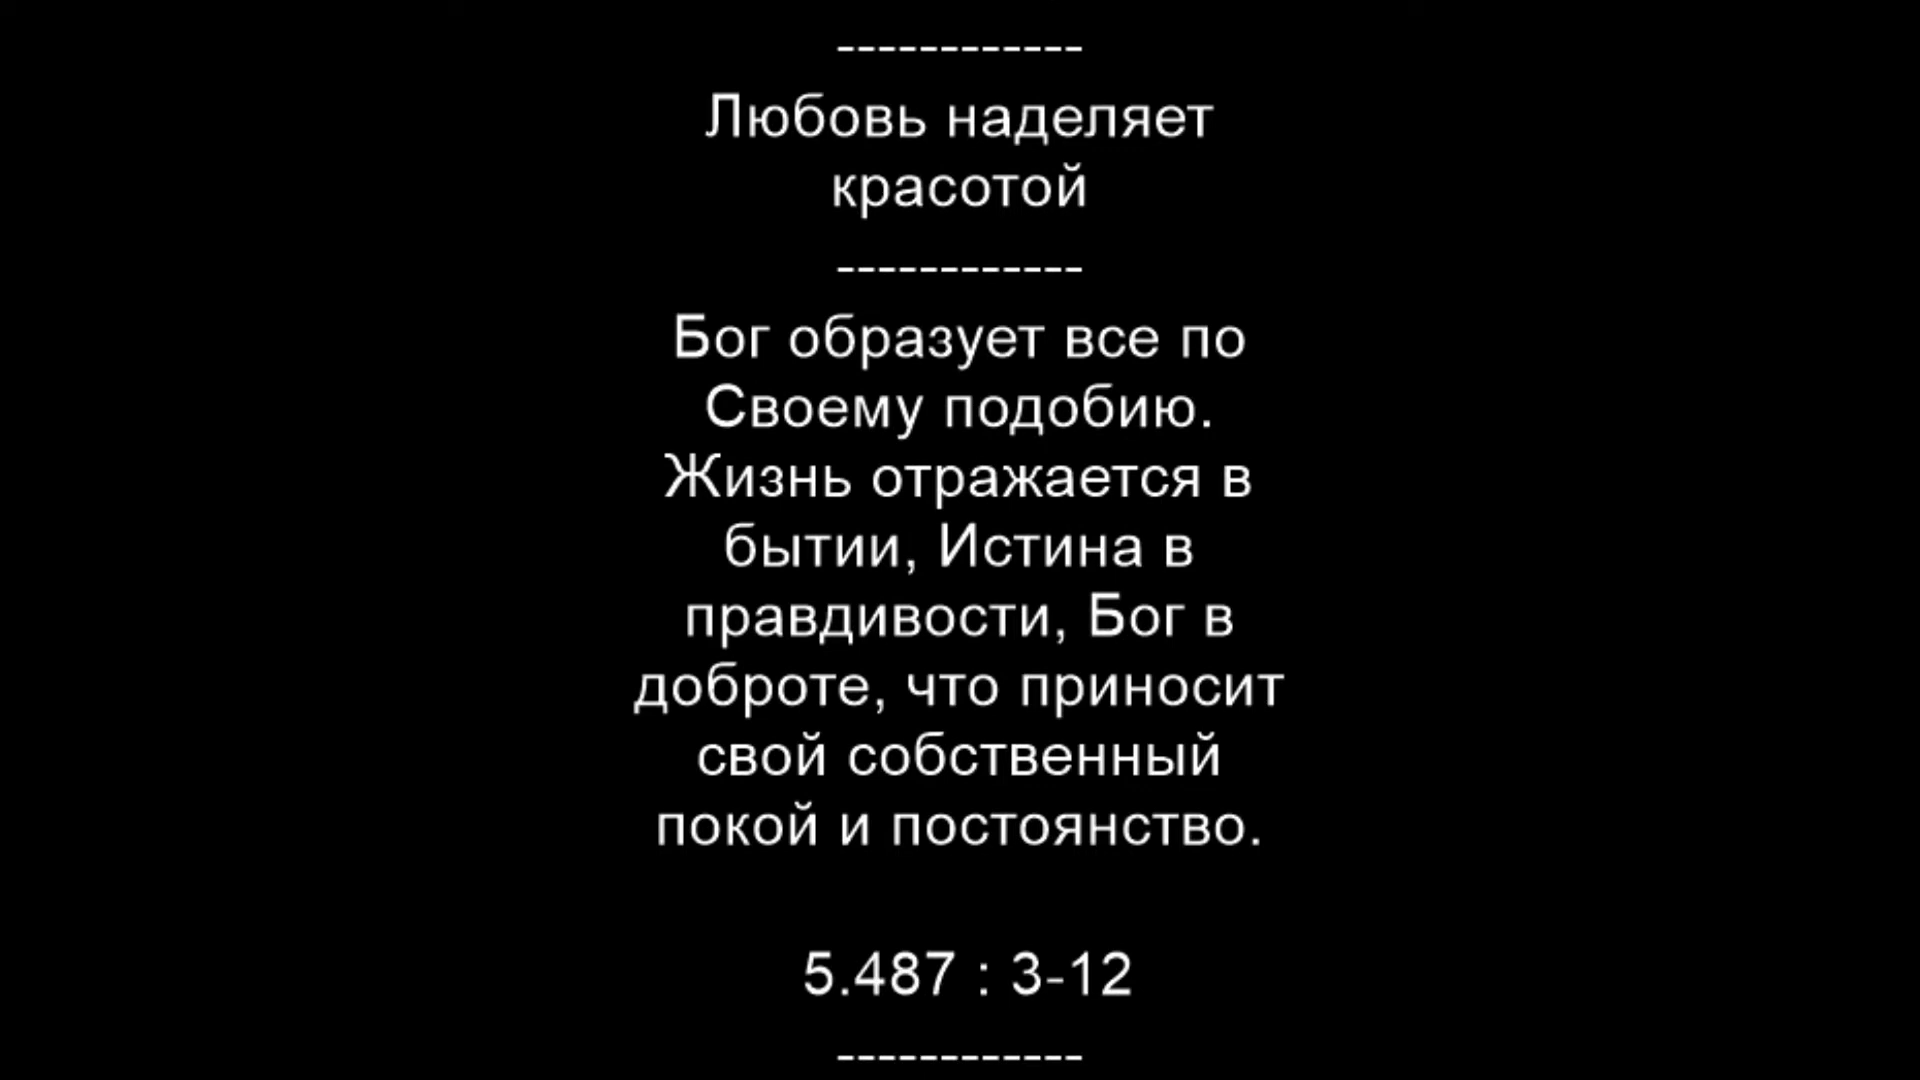 ------------
Любовь наделяет
красотой
------------
Бог образует все по
Своему подобию.
Жизнь отражается в
бытии, Истина в
правдивости, Бог в
доброте, что приносит
свой собственный
покой и постоянство.
5.487 : 3-12
------------